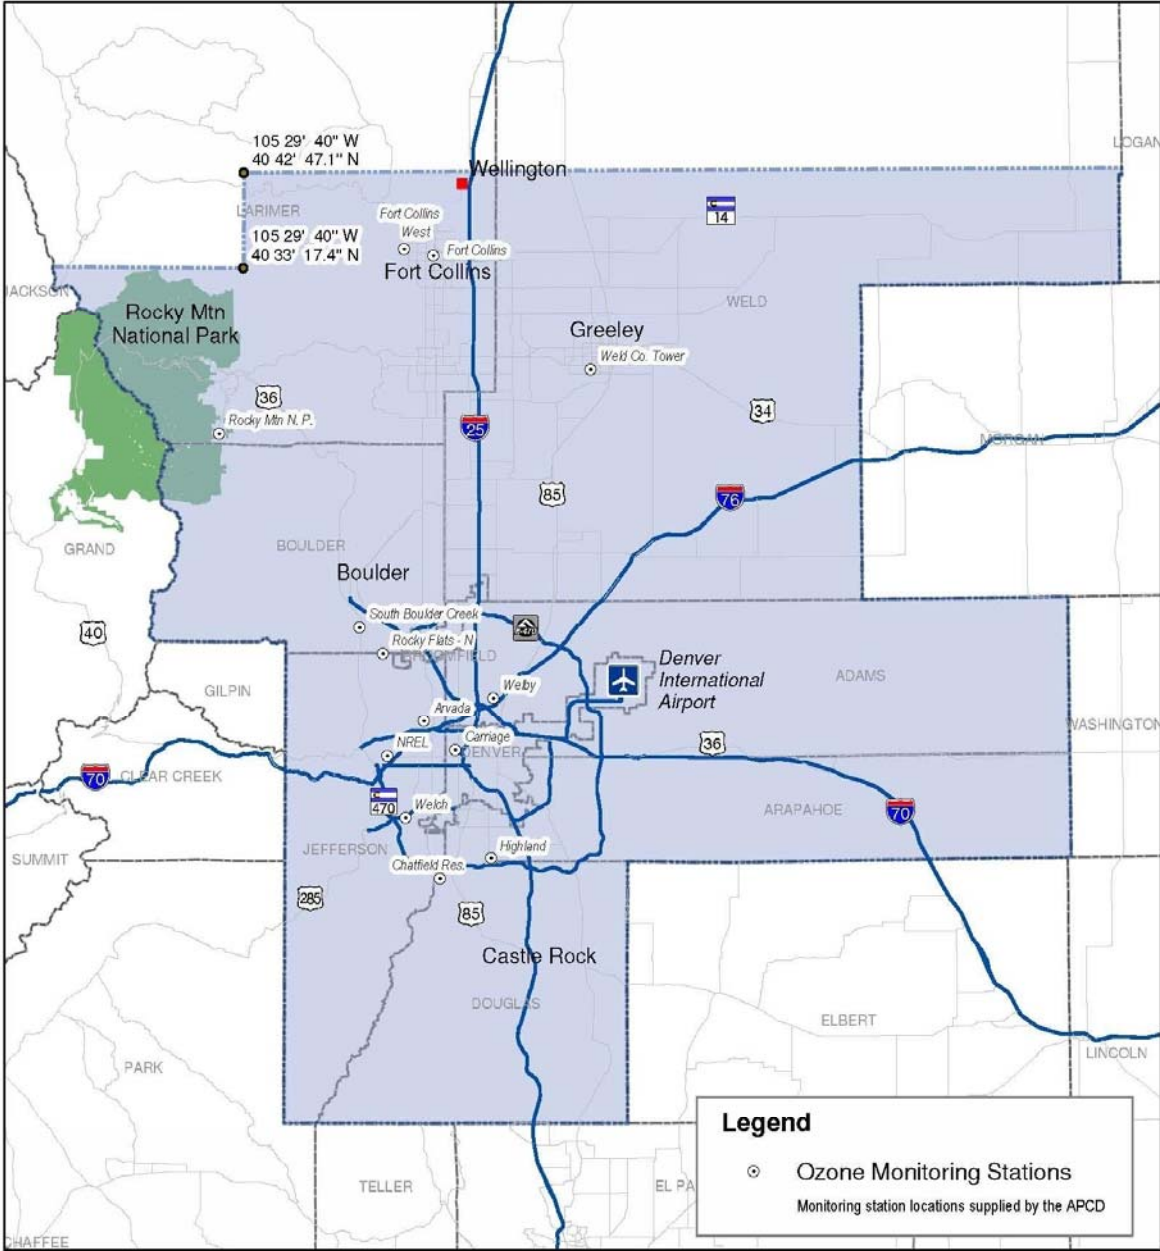 105 29' 40" W
40 42' 47.1" N
LOGAN
Wellington
LARIMER
Fort Collins
West
14
105 29' 40" W
40 33' 17.4" N
Fort Collins
Fort Collins
JACKSON
Rocky Mtn
National Park
WELD
Greeley
Weld Co. Tower
36
34
Rocky Mtn N. P.
25
MORGAN
85
76
GRAND
BOULDER
Boulder
South Boulder Creek
40
Rocky Flats - N
BROOMFIELD
Denver
International
Airport
ADAMS
GILPIN
Welby
Arvada
WASHINGTON
Carriage
NREL
DENVER
36
70
CLEAR CREEK
470
Welch
ARAPAHOE
70
JEFFERSON
Highland
SUMMIT
Chatfield Res.
285
85
Castle Rock
DOUGLAS
ELBERT
LINCOLN
PARK
Legend
Ozone Monitoring Stations
Monitoring station locations supplied by the APCD
TELLER
EL PA
CHAFFEE